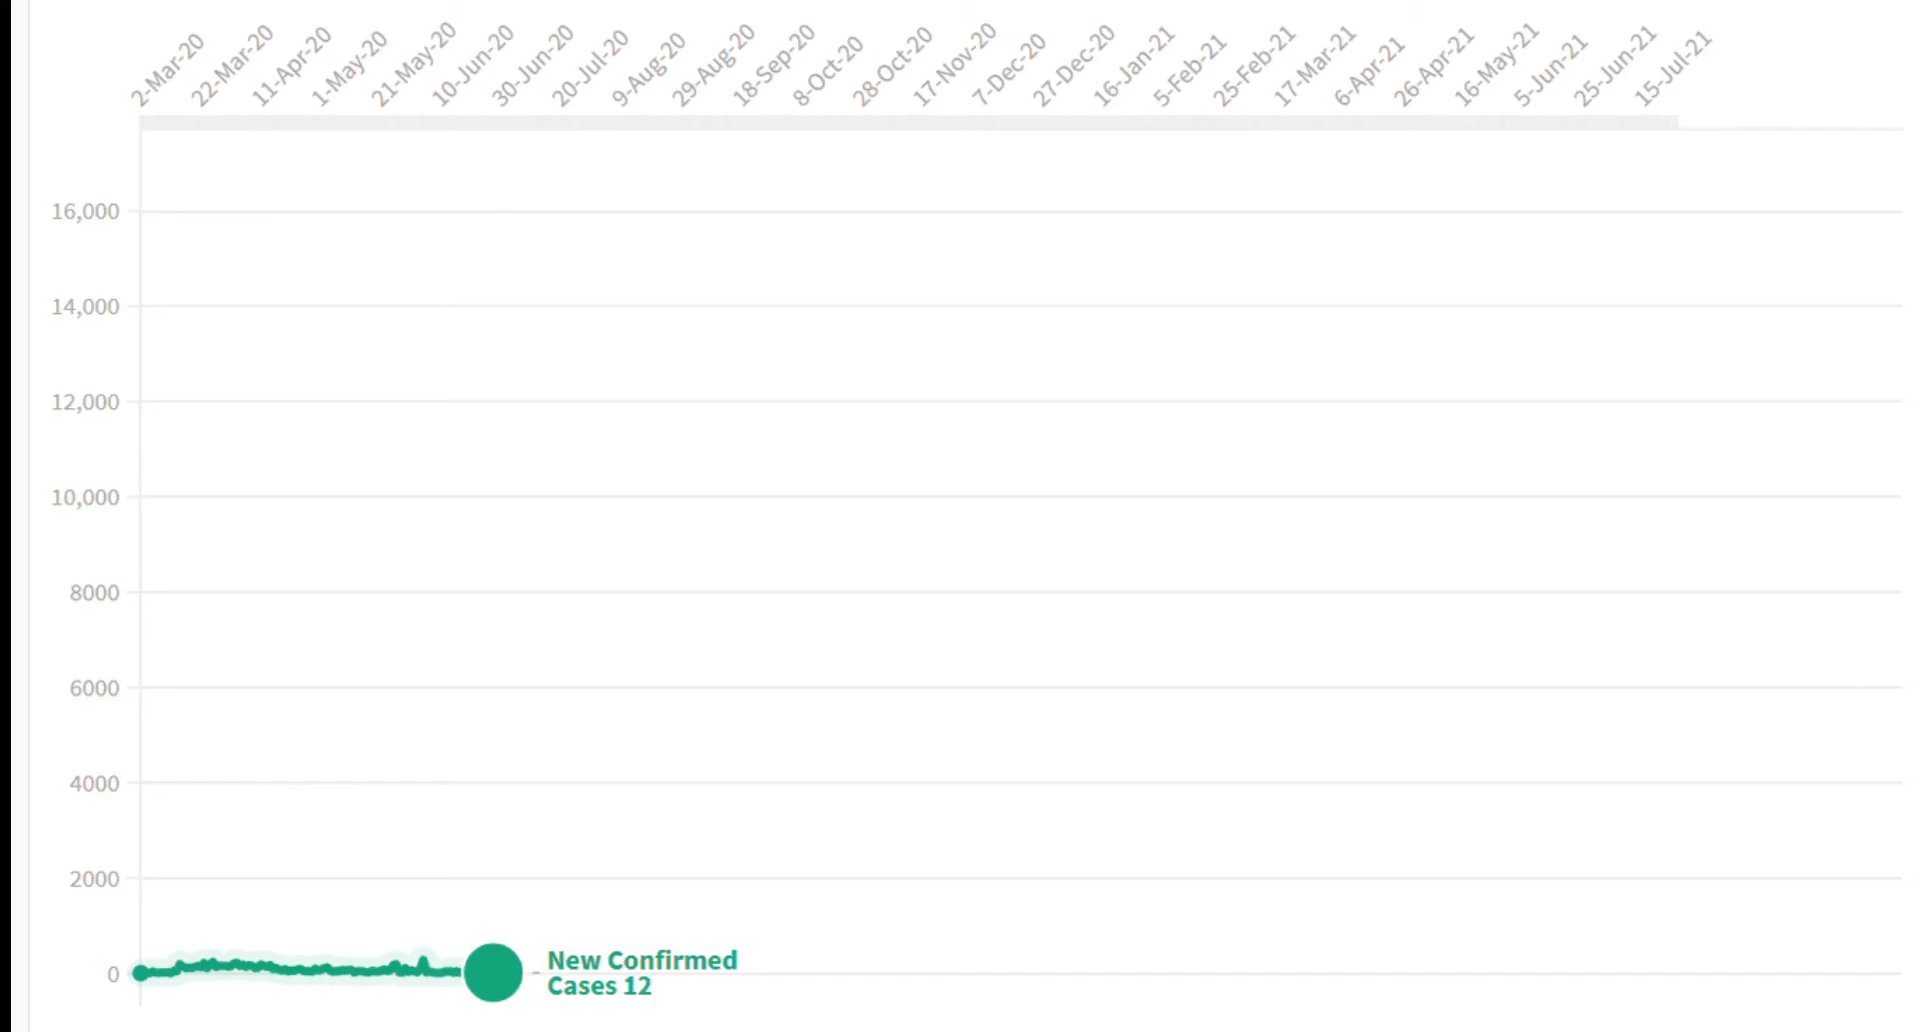 2-Mar-20
22-Mar-20
11-Apr-20
1-May-20
21-May-20
10-Jun-20
30-Jun-20
20-Jul-20
9-Aug-20
29-Aug-20
18-Sep-20
8-Oct-20
28-Oct-20
17-Nov-20
7-Dec-20
27-Dec-20
16-Jan-21
5-Feb-21
25-Feb-21
17-Mar-21
6-Apr-21
26-Apr-21
16-May-21
5-Jun-21
25-Jun-21
15-Jul-21
16,000
14,000
12,000
10,000
8000
6000
4000
2000
0
New Confirmed
Cases 12